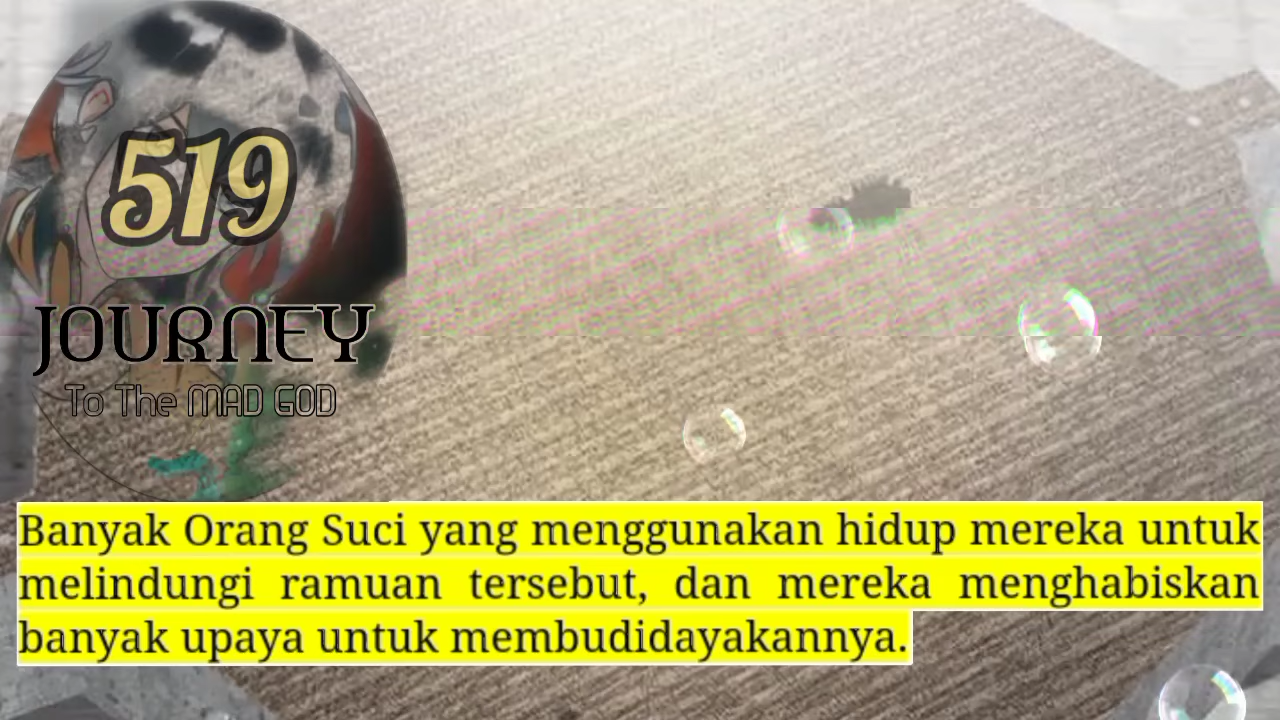 519
JOURNEY
To The MAD GOD
Banyak Orang Suci yang menggunakan hidup mereka untuk
melindungi ramuan tersebut, dan mereka menghabiskan
banyak upaya untuk membudidayakannya.